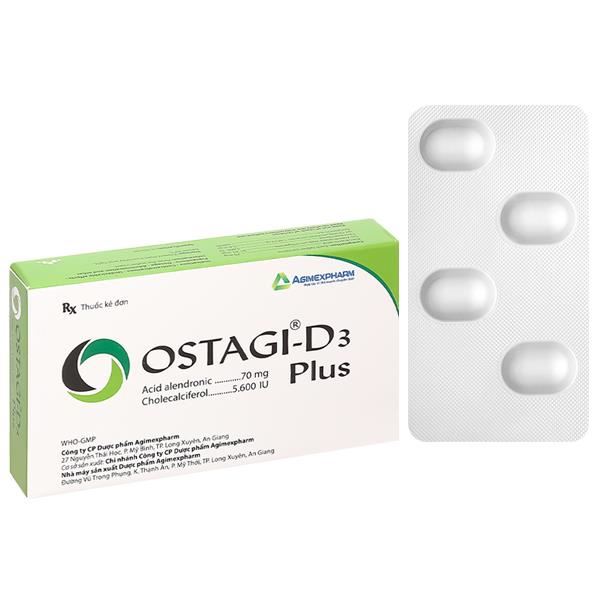 AGIMEXPHARM
Rx Thuốc kê đơn
OSTAGI®-D3
Plus
Acid alendronic ............70 mg
Cholecalciferol...........5,600 IU
WHO-GMP
Công ty CP Dược phẩm Agimexpharm
27 Nguyễn Thái Học, P. Mỹ Bình, TP. Long Xuyên, An Giang
Cơ sở sản xuất: Chi nhánh Công ty CP Dược phẩm Agimexpharm
Nhà máy sản xuất Dược phẩm Agimexpharm
Đường Vũ Trọng Phụng, K. Thạnh An, P. Mỹ Thới, TP. Long Xuyên, An Giang
OSTAGI-D3
Plus